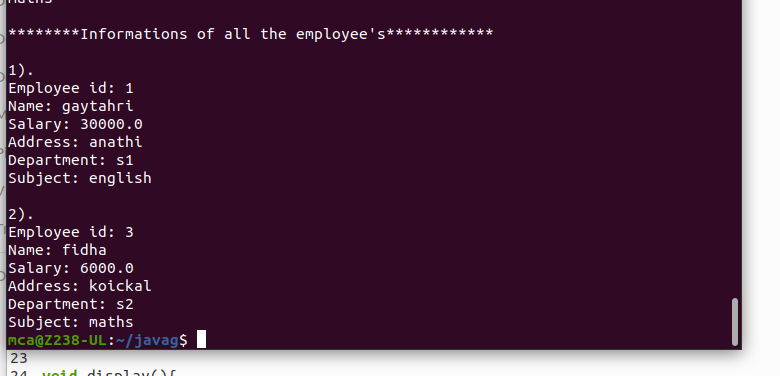 ********Informations of all the employee's************
1).
Employee id: 1
Name: gaytahri
Salary: 30000.0
Address: anathi
Department: s1
Subject: english
2).
Employee id: 3
Name: fidha
Salary: 6000.0
Address: koickal
Department: s2
Subject: maths
mca@Z238-UL:~/javag$
23
24 void display(){